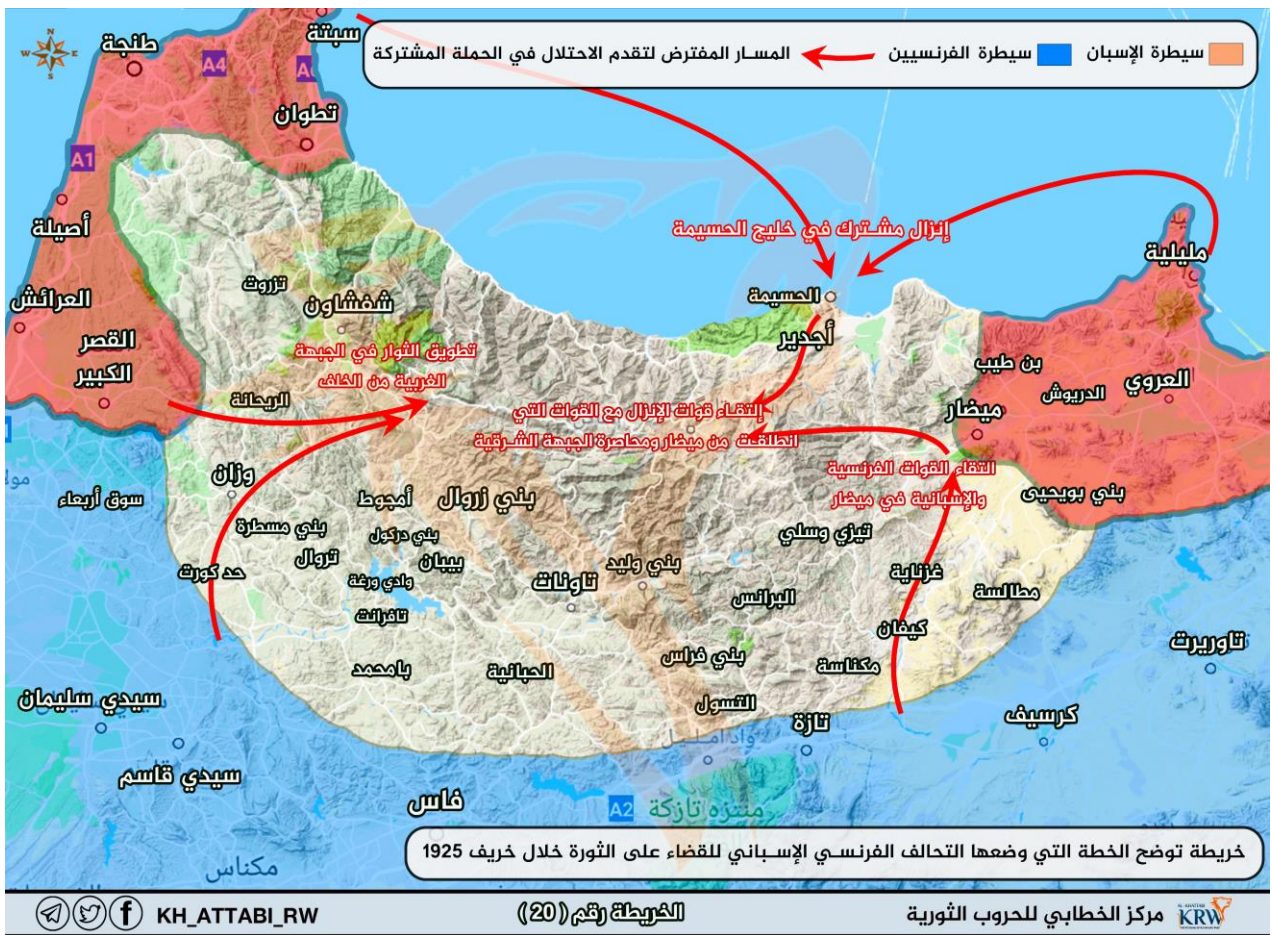 سيطرة الإسبان
سيطرة الفرنسيين
المسار المفترض لتقدم الاحتلال في الحملة المشتركة
N
W
E
S
سبتة
طنجة
A4
تطوان
A1
أصيلة
العرائش
القصر
الكبير
مليلية
إنزال مشترك في خليج الحسيمة
الحسيمة
أجدير
تزروت
شفشاون
تطويق الثوار في الجبهة
الغربية من الخلف
الريحانة
بن طيب
العروي
الدريوش
ميضار
إلتقاء قوات الإنزال مع القوات التي
انطلقت من ميضار ومحاصرة الجبهة الشرقية
التقاء القوات الفرنسية
والإسبانية في ميضار
بني بويحيى
وزان
سوق أربعاء
أمجوط
بني زروال
بني مسطرة
بني دركول
تيزي وسلي
تروال
بيبان
بني وليد
حد كورت
وادي ورغة
تاونات
غزناية
مطالسة
البرانس
تافرانت
كيفان
تاوريرت
بني فراس
مكناسة
بامحمد
الحبانية
التسول
سيدي سليمان
تازة
كرسيف
واد امليل
سيدي قاسم
فاس
A2
منتزه تازكة
مكناس
خريطة توضح الخطة التي وضعها التحالف الفرنسي الإسباني للقضاء على الثورة خلال خريف 1925
KRW مركز الخطابي للحروب الثورية
الخريطة رقم (20)
KH_ATTABI_RW